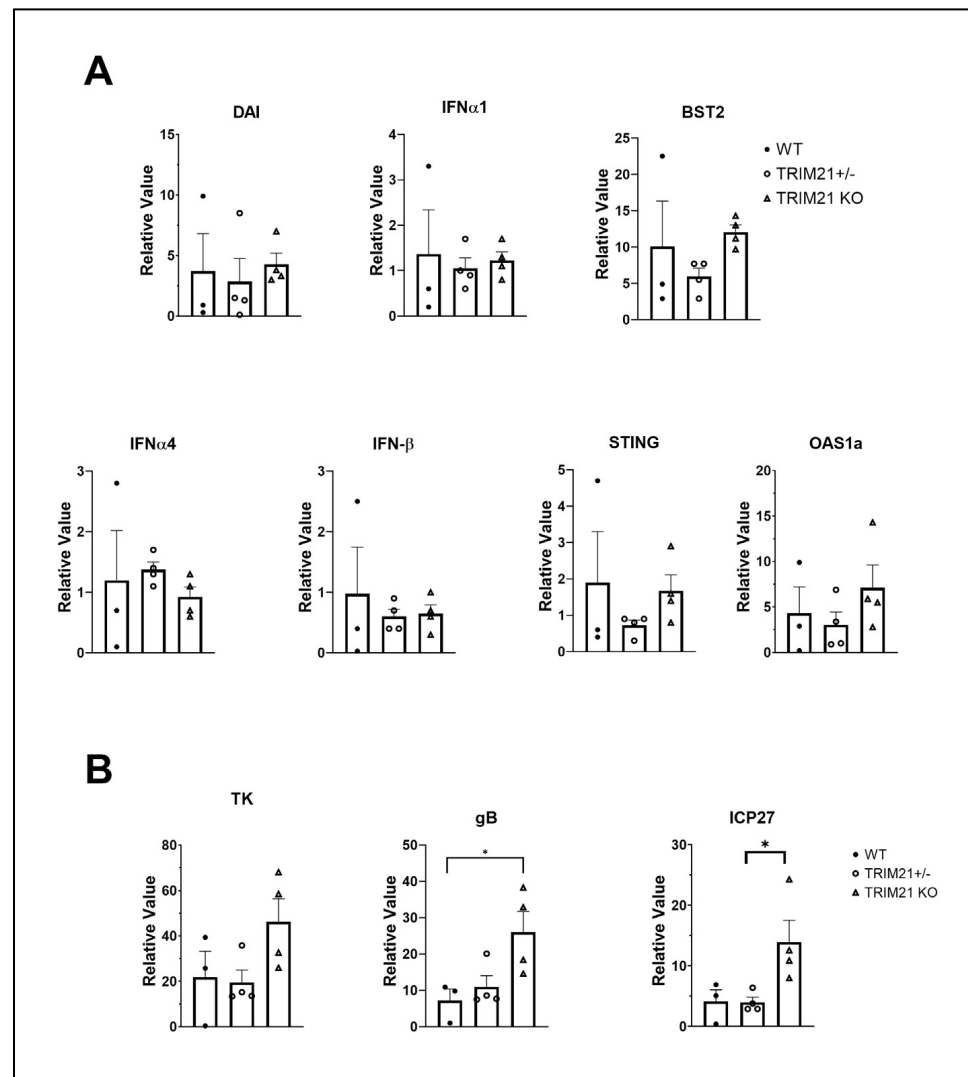 A
DAI
IFNα1
BST2
Relative Value
15
10
5
0
Relative Value
4
3
2
1
0
Relative Value
25
20
15
10
5
0
WT
TRIM21+/-
TRIM21 KO
IFNα4
IFN-β
STING
OAS1a
Relative Value
3
2
1
0
Relative Value
3
2
1
0
Relative Value
5
4
3
2
1
0
Relative Value
20
15
10
5
0
B
TK
gB
ICP27
Relative Value
80
60
40
20
0
Relative Value
50
40
30
20
10
0
*
Relative Value
30
20
10
0
*
WT
TRIM21+/-
TRIM21 KO